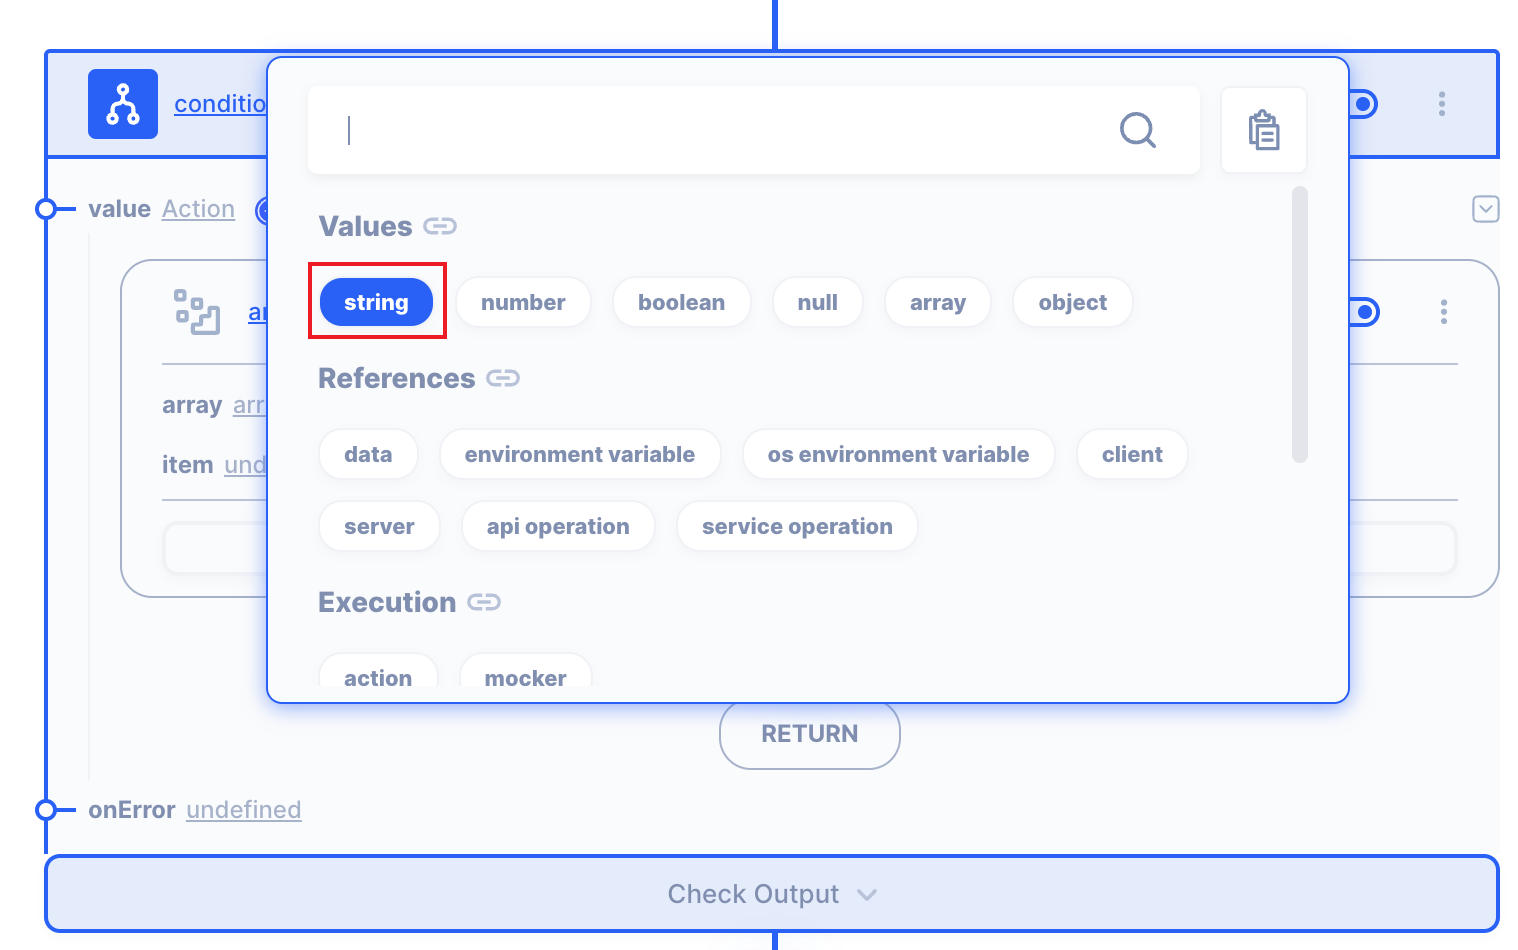 conditio
value Action
Values
string number boolean null array object
References
array arr
data environment variable os environment variable client
item und
server api operation service operation
Execution
action mocker
RETURN
onError undefined
Check Output